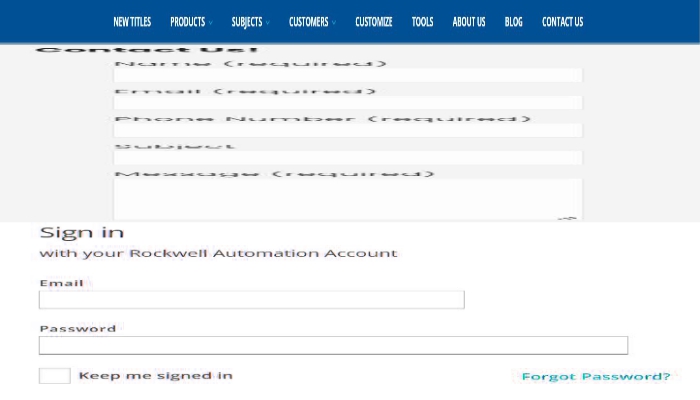 NEW TITLES PRODUCTS SUBJECTS CUSTOMERS CUSTOMIZE TOOLS ABOUT US BLOG CONTACT US
Contact Us!
Name (required)
Email (required)
Phone Number (required)
Subject
Message (required)
Sign in
with your Rockwell Automation Account
Email
Password
Keep me signed in Forgot Password?